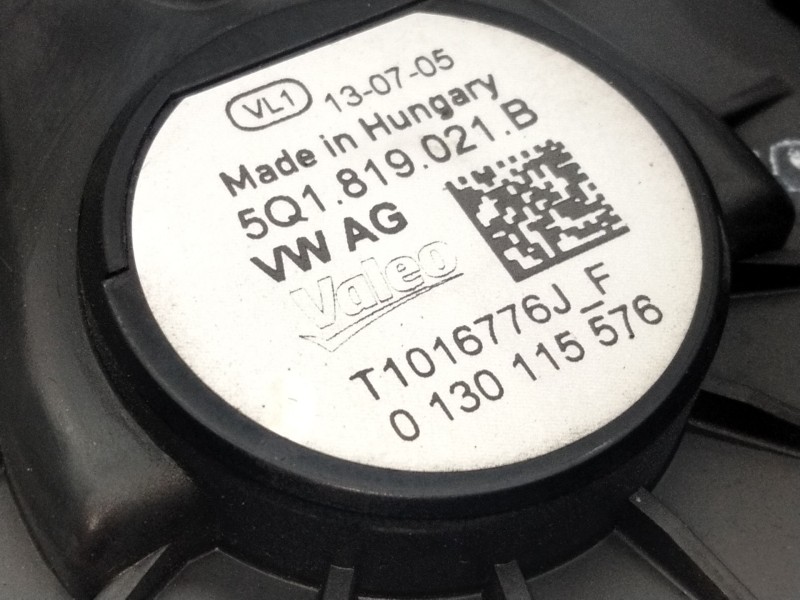 VL1 13-07-05
Made in Hungary
5Q1.819.021.B
VW AG
Valeo
T1016776J_F
0 130 115 576